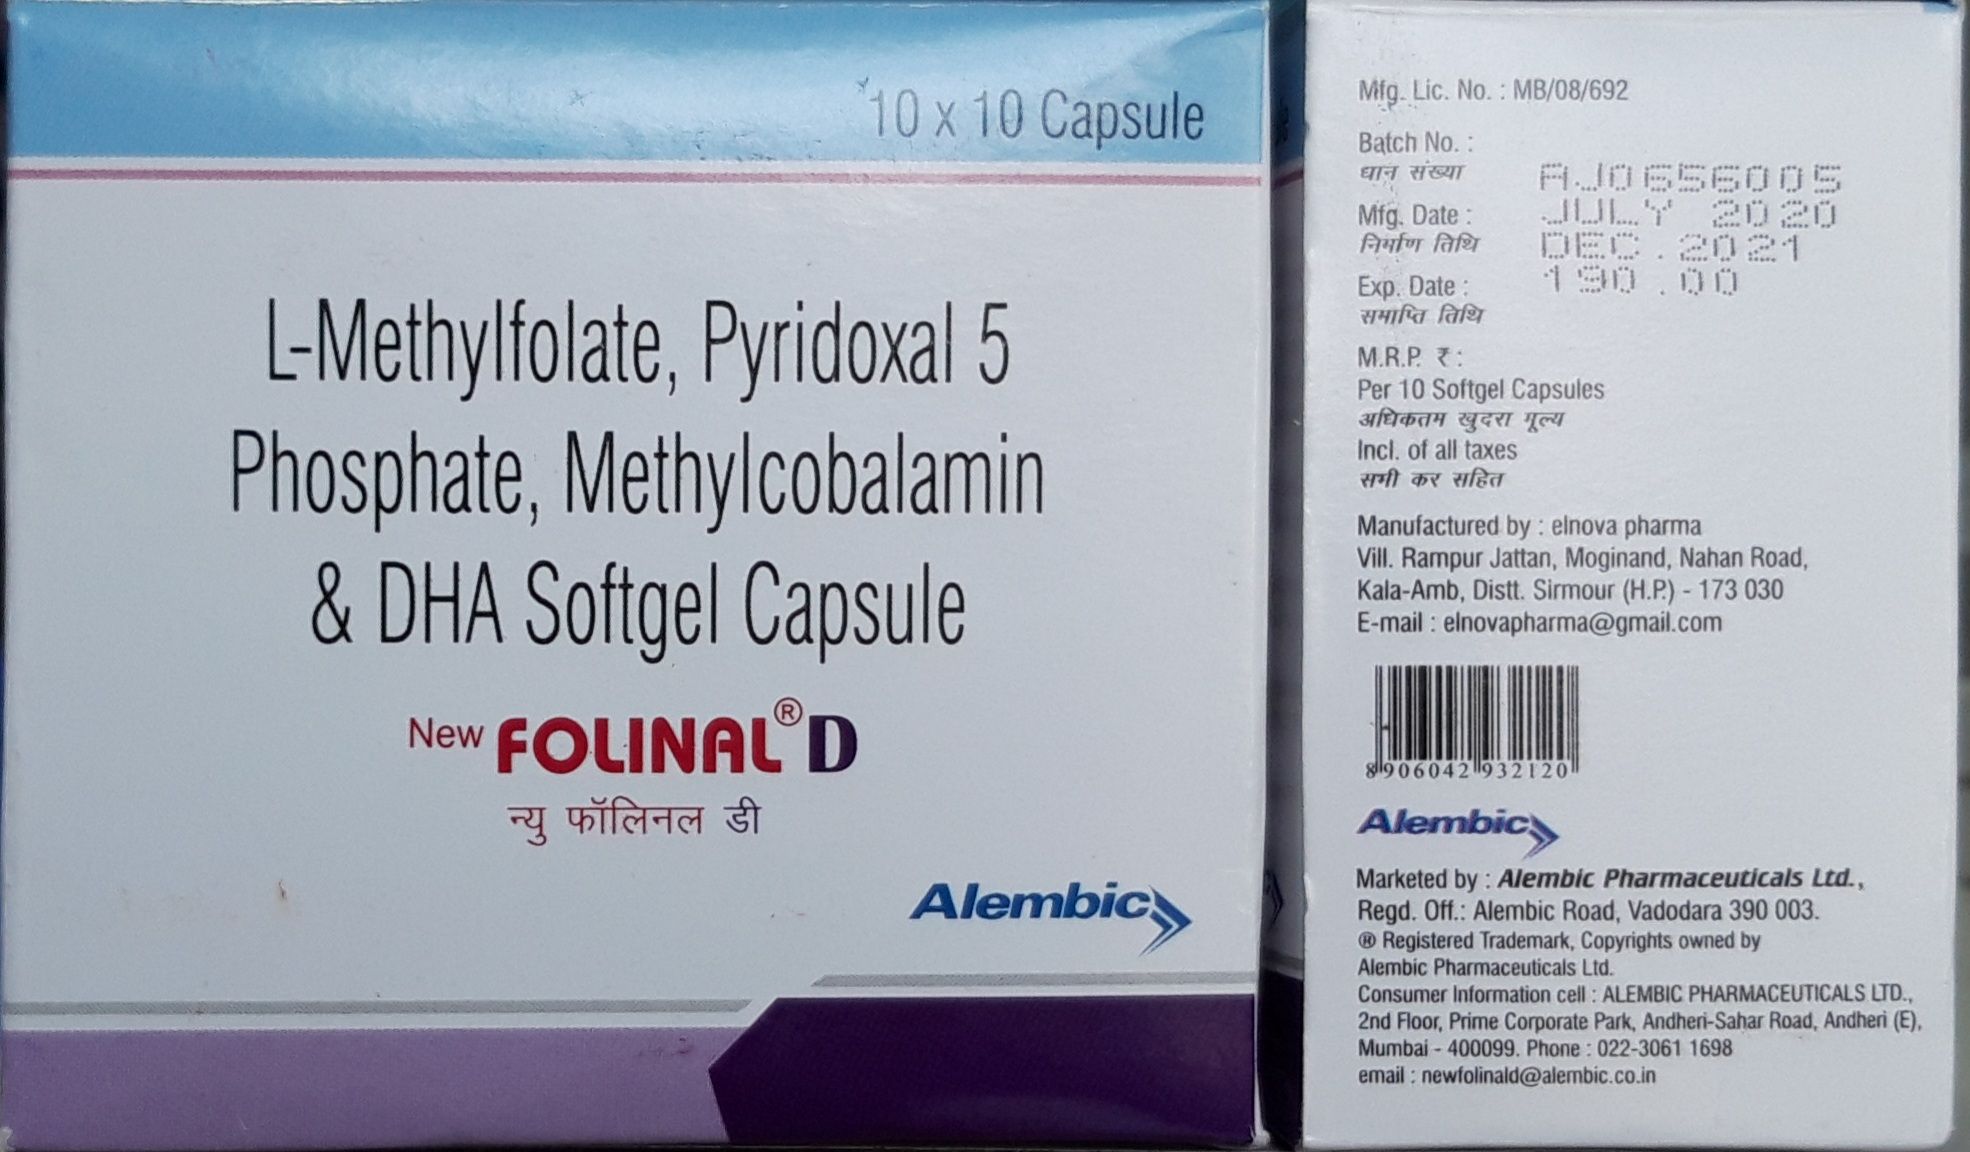 10 x 10 Capsule
L-Methylfolate, Pyridoxal 5
Phosphate, Methylcobalamin
& DHA Softgel Capsule
New FOLINAL® D
न्यु फॉलिनल डी
Alembic
Mfg. Lic. No. : MB/08/692
Batch No. :
धान संख्या AJ0656005
Mfg. Date : JULY 2020
निर्माण तिथि DEC.2021
Exp. Date : 190.00
समाप्ति तिथि
M.R.P. ₹ :
Per 10 Softgel Capsules
अधिकतम खुदरा मूल्य
Incl. of all taxes
सभी कर सहित
Manufactured by : elnova pharma
Vill. Rampur Jattan, Moginand, Nahan Road,
Kala-Amb, Distt. Sirmour (H.P.) - 173 030
E-mail : elnovapharma@gmail.com
8 906042 932120
Alembic
Marketed by : Alembic Pharmaceuticals Ltd.,
Regd. Off.: Alembic Road, Vadodara 390 003.
® Registered Trademark, Copyrights owned by
Alembic Pharmaceuticals Ltd.
Consumer Information cell : ALEMBIC PHARMACEUTICALS LTD.,
2nd Floor, Prime Corporate Park, Andheri-Sahar Road, Andheri (E),
Mumbai - 400099. Phone : 022-3061 1698
email : newfolinald@alembic.co.in